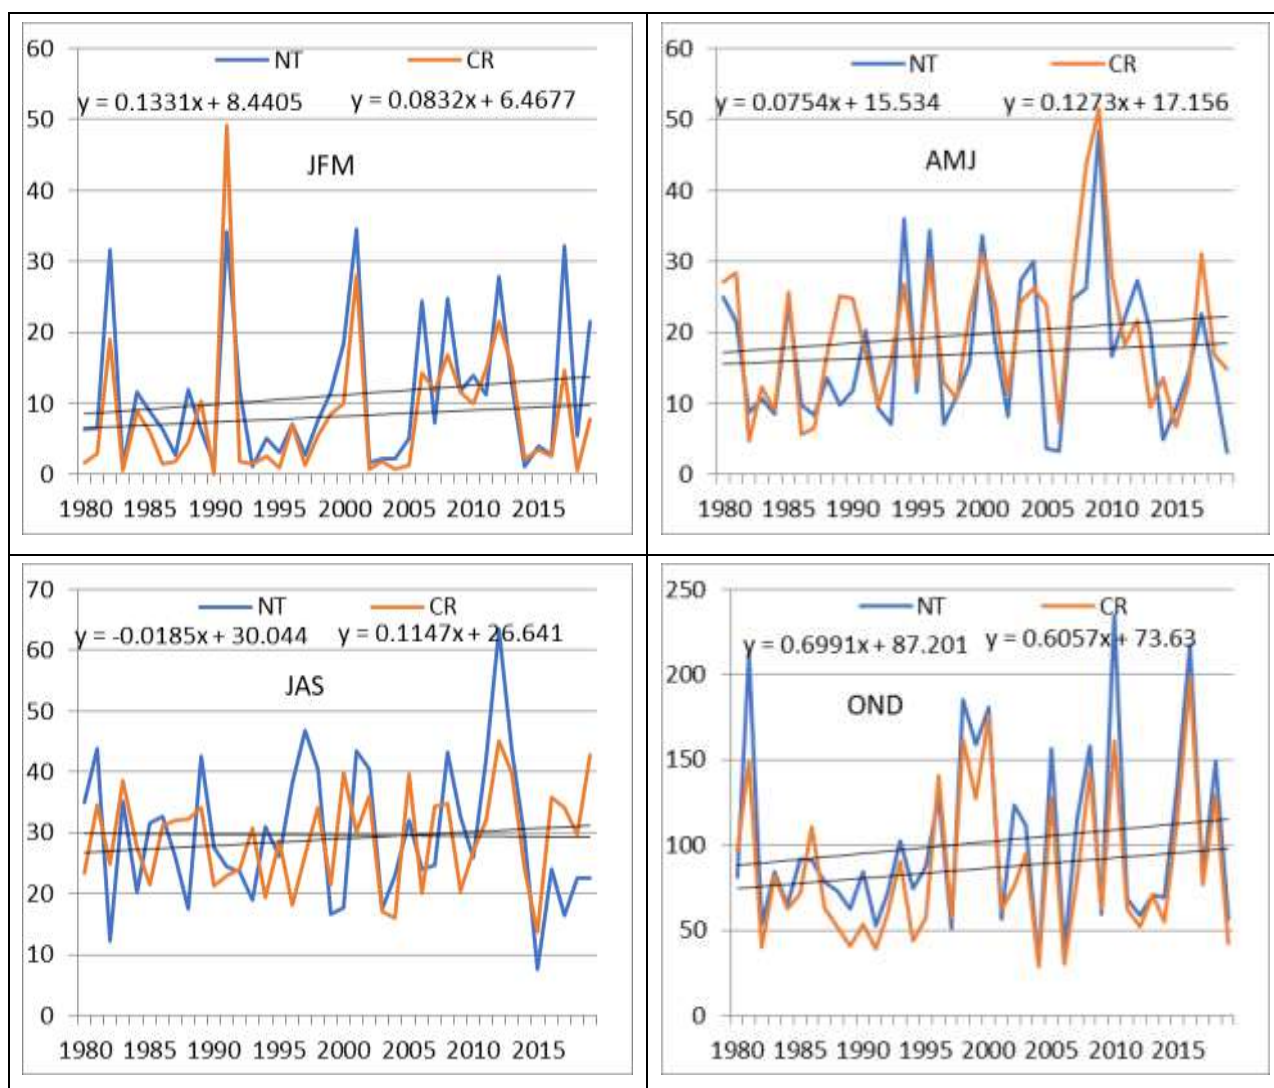 60
NT CR
y = 0.1331x + 8.4405 y = 0.0832x + 6.4677
50
JFM
40
30
20
10
0
1980 1985 1990 1995 2000 2005 2010 2015
60
NT CR
y = 0.0754x + 15.534 y = 0.1273x + 17.156
50
AMJ
40
30
20
10
0
1980 1985 1990 1995 2000 2005 2010 2015
70
NT CR
y = -0.0185x + 30.044 y = 0.1147x + 26.641
60
JAS
50
40
30
20
10
0
1980 1985 1990 1995 2000 2005 2010 2015
250
NT CR
y = 0.6991x + 87.201 y = 0.6057x + 73.63
200
OND
150
100
50
0
1980 1985 1990 1995 2000 2005 2010 2015